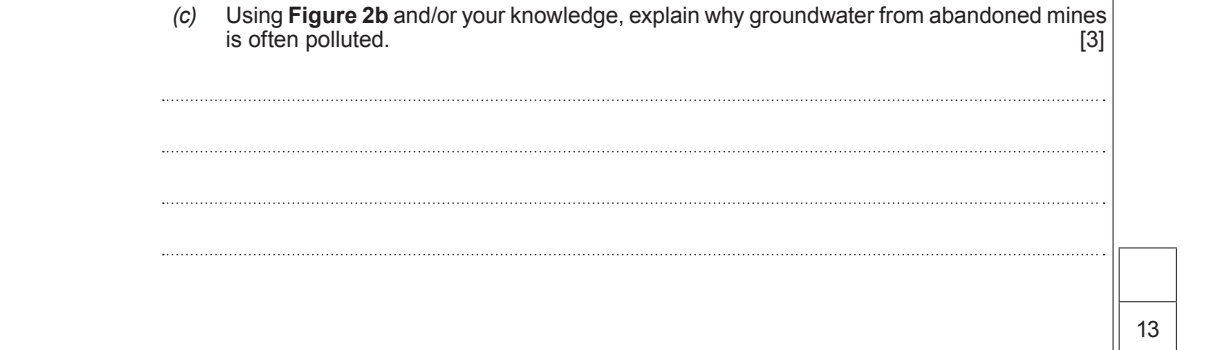 (c) Using Figure 2b and/or your knowledge, explain why groundwater from abandoned mines
is often polluted. [3]
13